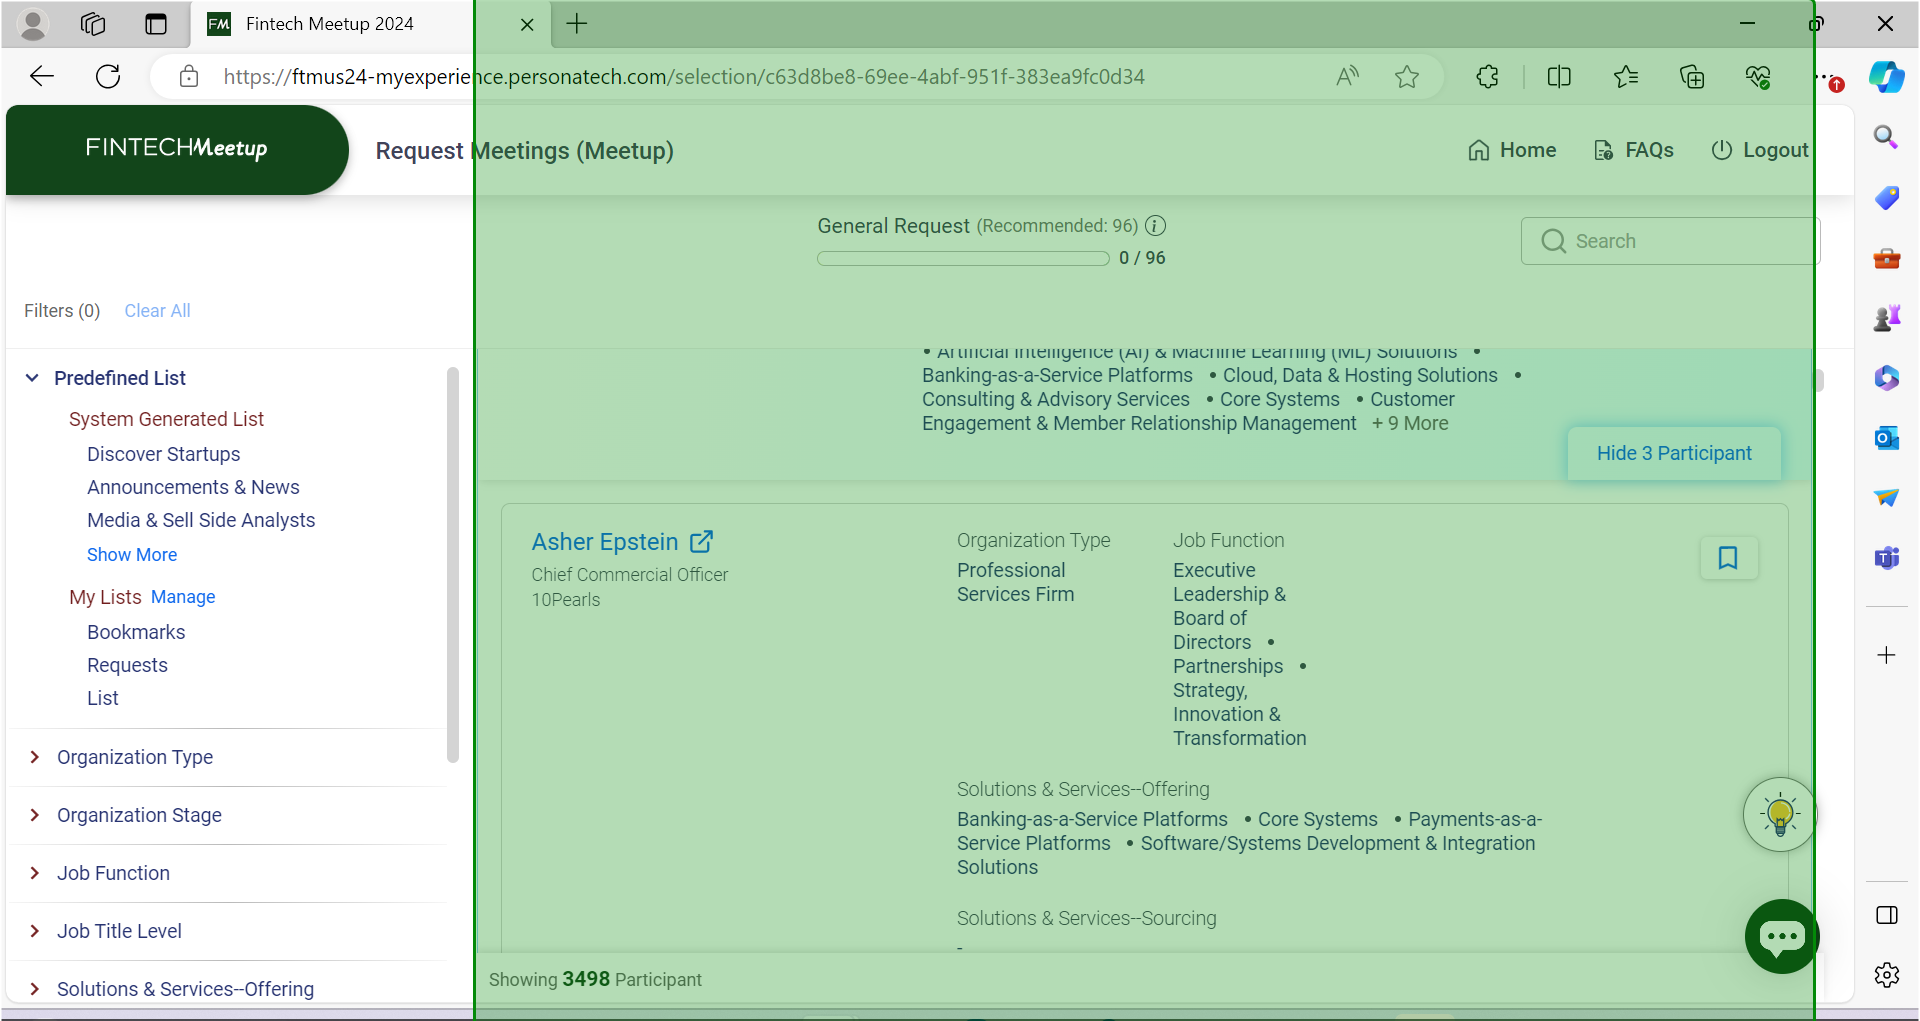 FM Fintech Meetup 2024
https://ftmus24-myexperience.personatech.com/selection/c63d8be8-69ee-4abf-951f-383ea9fc0d34
FINTECHMeetup
Request Meetings (Meetup)
Home FAQs Logout
General Request (Recommended: 96)
0 / 96
Search
Filters (0) Clear All
Predefined List
System Generated List
Discover Startups
Announcements & News
Media & Sell Side Analysts
Show More
My Lists Manage
Bookmarks
Requests
List
Organization Type
Organization Stage
Job Function
Job Title Level
Solutions & Services--Offering
• Artificial Intelligence (AI) & Machine Learning (ML) Solutions •
Banking-as-a-Service Platforms • Cloud, Data & Hosting Solutions •
Consulting & Advisory Services • Core Systems • Customer
Engagement & Member Relationship Management + 9 More
Hide 3 Participant
Asher Epstein
Chief Commercial Officer
10Pearls
Organization Type
Professional
Services Firm
Job Function
Executive
Leadership &
Board of
Directors •
Partnerships •
Strategy,
Innovation &
Transformation
Solutions & Services--Offering
Banking-as-a-Service Platforms • Core Systems • Payments-as-a-
Service Platforms • Software/Systems Development & Integration
Solutions
Solutions & Services--Sourcing
-
Showing 3498 Participant